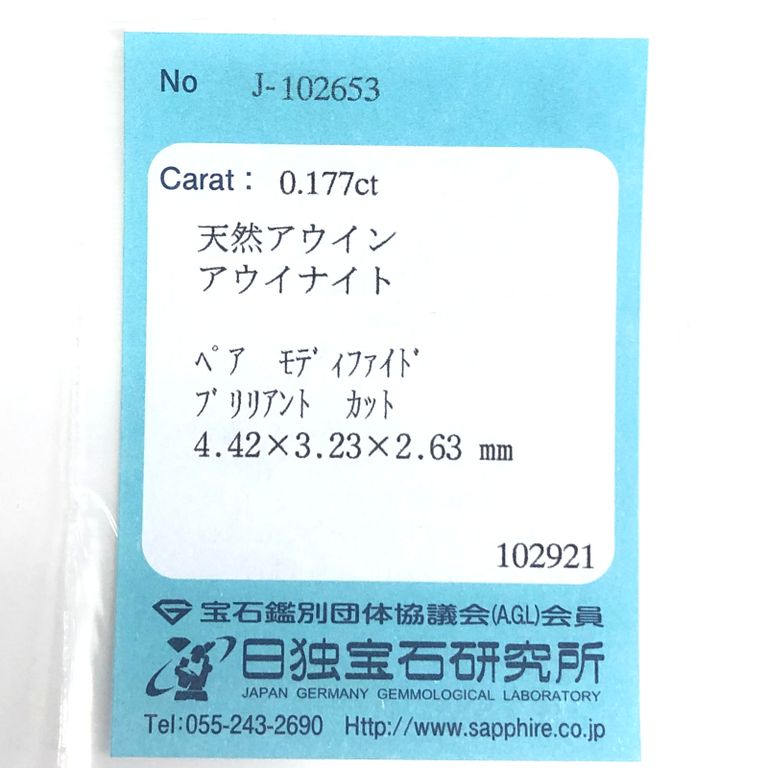 No J-102653
Carat: 0.177ct
天然アウイン
アウイナイト
ﾍﾟｱ ﾓﾃﾞｨﾌｧｲﾄﾞ
ﾌﾞﾘﾘｱﾝﾄ ｶｯﾄ
4.42×3.23×2.63 mm
102921
宝石鑑別団体協議会(A.G.L)会員
日独宝石研究所
JAPAN GERMANY GEMMOLOGICAL LABORATORY
Tel:055-243-2690 Http://www.sapphire.co.jp